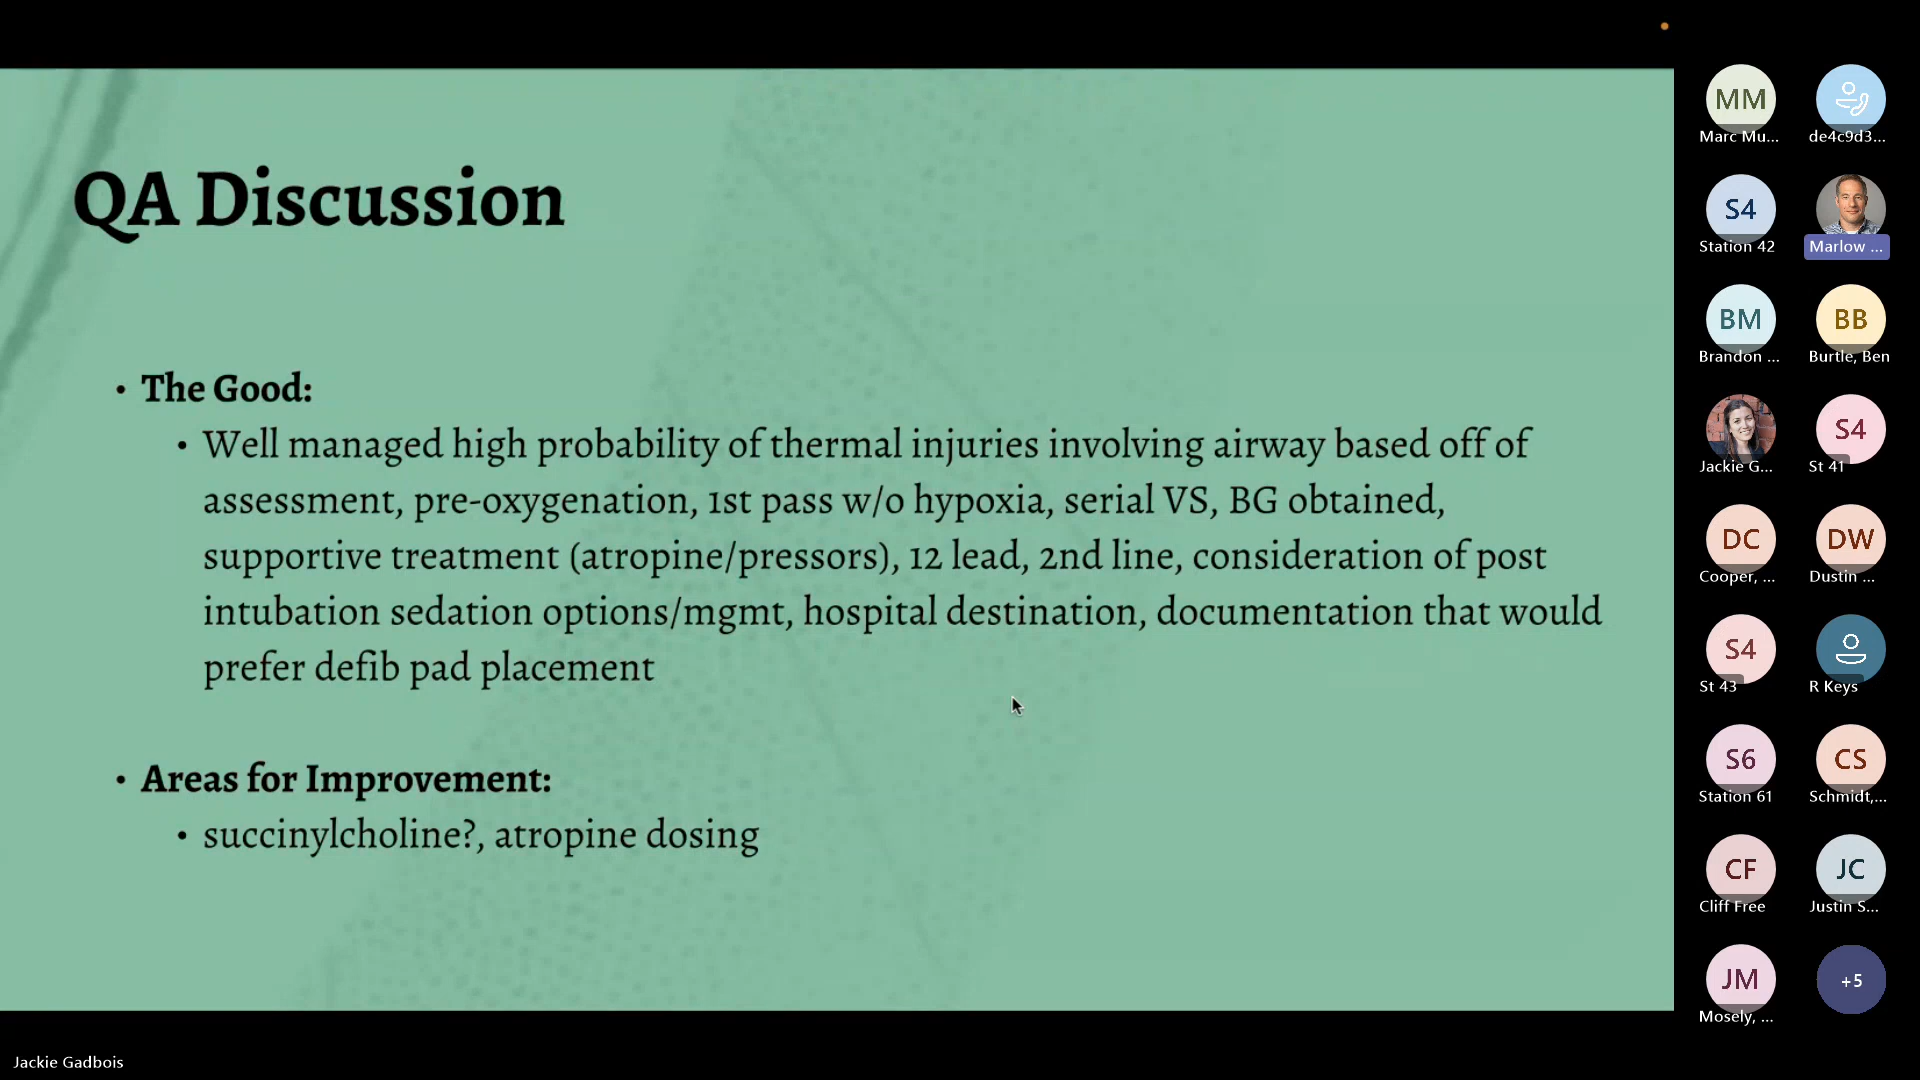 QA Discussion
• The Good:
• Well managed high probability of thermal injuries involving airway based off of
assessment, pre-oxygenation, 1st pass w/o hypoxia, serial VS, BG obtained,
supportive treatment (atropine/pressors), 12 lead, 2nd line, consideration of post
intubation sedation options/mgmt, hospital destination, documentation that would
prefer defib pad placement
• Areas for Improvement:
• succinylcholine?, atropine dosing
MM
Marc Mu...
de4c9d3...
S4
Station 42
Marlow ...
BM
Brandon ...
BB
Burtle, Ben
Jackie G...
S4
St 41
DC
Cooper, ...
DW
Dustin ...
S4
St 43
R Keys
S6
Station 61
CS
Schmidt,...
CF
Cliff Free
JC
Justin S...
JM
Mosely, ...
+5
Jackie Gadbois